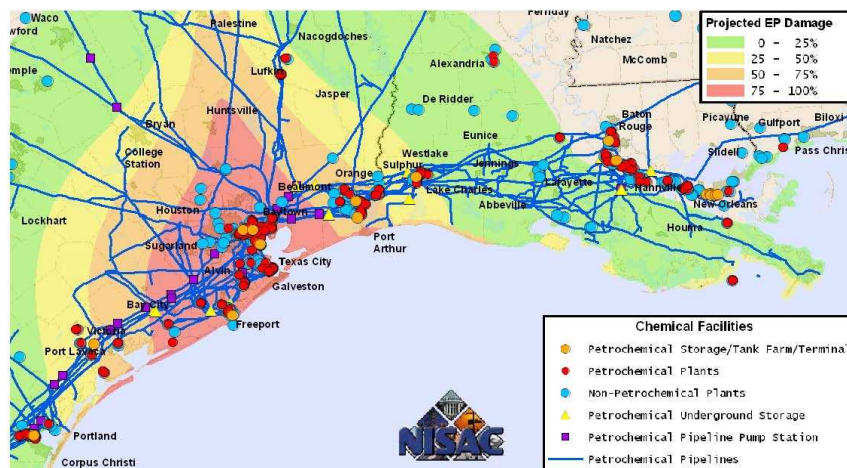 Waco
Palestine
Nacogdoches
Ferriday
Natchez
McComb
Alexandria
Lufkin
Jasper
De Ridder
Huntsville
Bryan
College
Station
Eunice
Baton
Rouge
Picayune
Gulfport
Biloxi
Slidell
Pass Chris
Westlake
Sulphur
Orange
Beaumont
Jennings
Lake Charles
Lafayette
Hahnville
New Orleans
Abbeville
Houma
Lockhart
Houston
Baytown
Sugarland
Port
Arthur
Alvin
Texas City
Galveston
Bay City
Freeport
Victoria
Port Lavaca
Portland
Corpus Christi
Projected EP Damage
0 - 25%
25 - 50%
50 - 75%
75 - 100%
Chemical Facilities
Petrochemical Storage/Tank Farm/Terminal
Petrochemical Plants
Non-Petrochemical Plants
Petrochemical Underground Storage
Petrochemical Pipeline Pump Station
Petrochemical Pipelines
NISAC